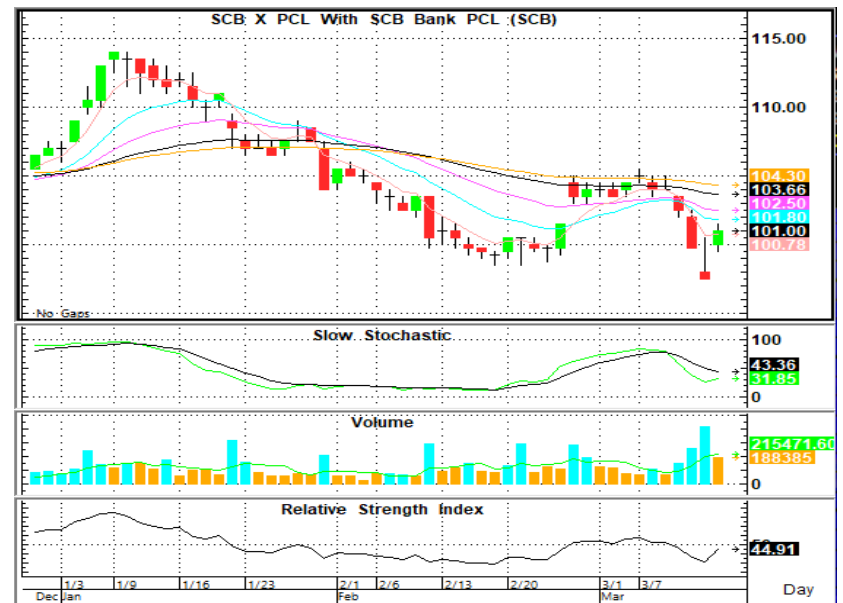 SCB X PCL With SCB Bank PCL (SCB)
115.00
110.00
104.30
103.66
102.50
101.80
101.00
100.78
No Gaps
Slow Stochastic
100
43.36
31.85
0
Volume
215471.60
188385
0
Relative Strength Index
44.91
1/3 1/9 1/16 1/23 2/1 2/6 2/13 2/20 3/1 3/7
Dec Jan Feb Mar Day